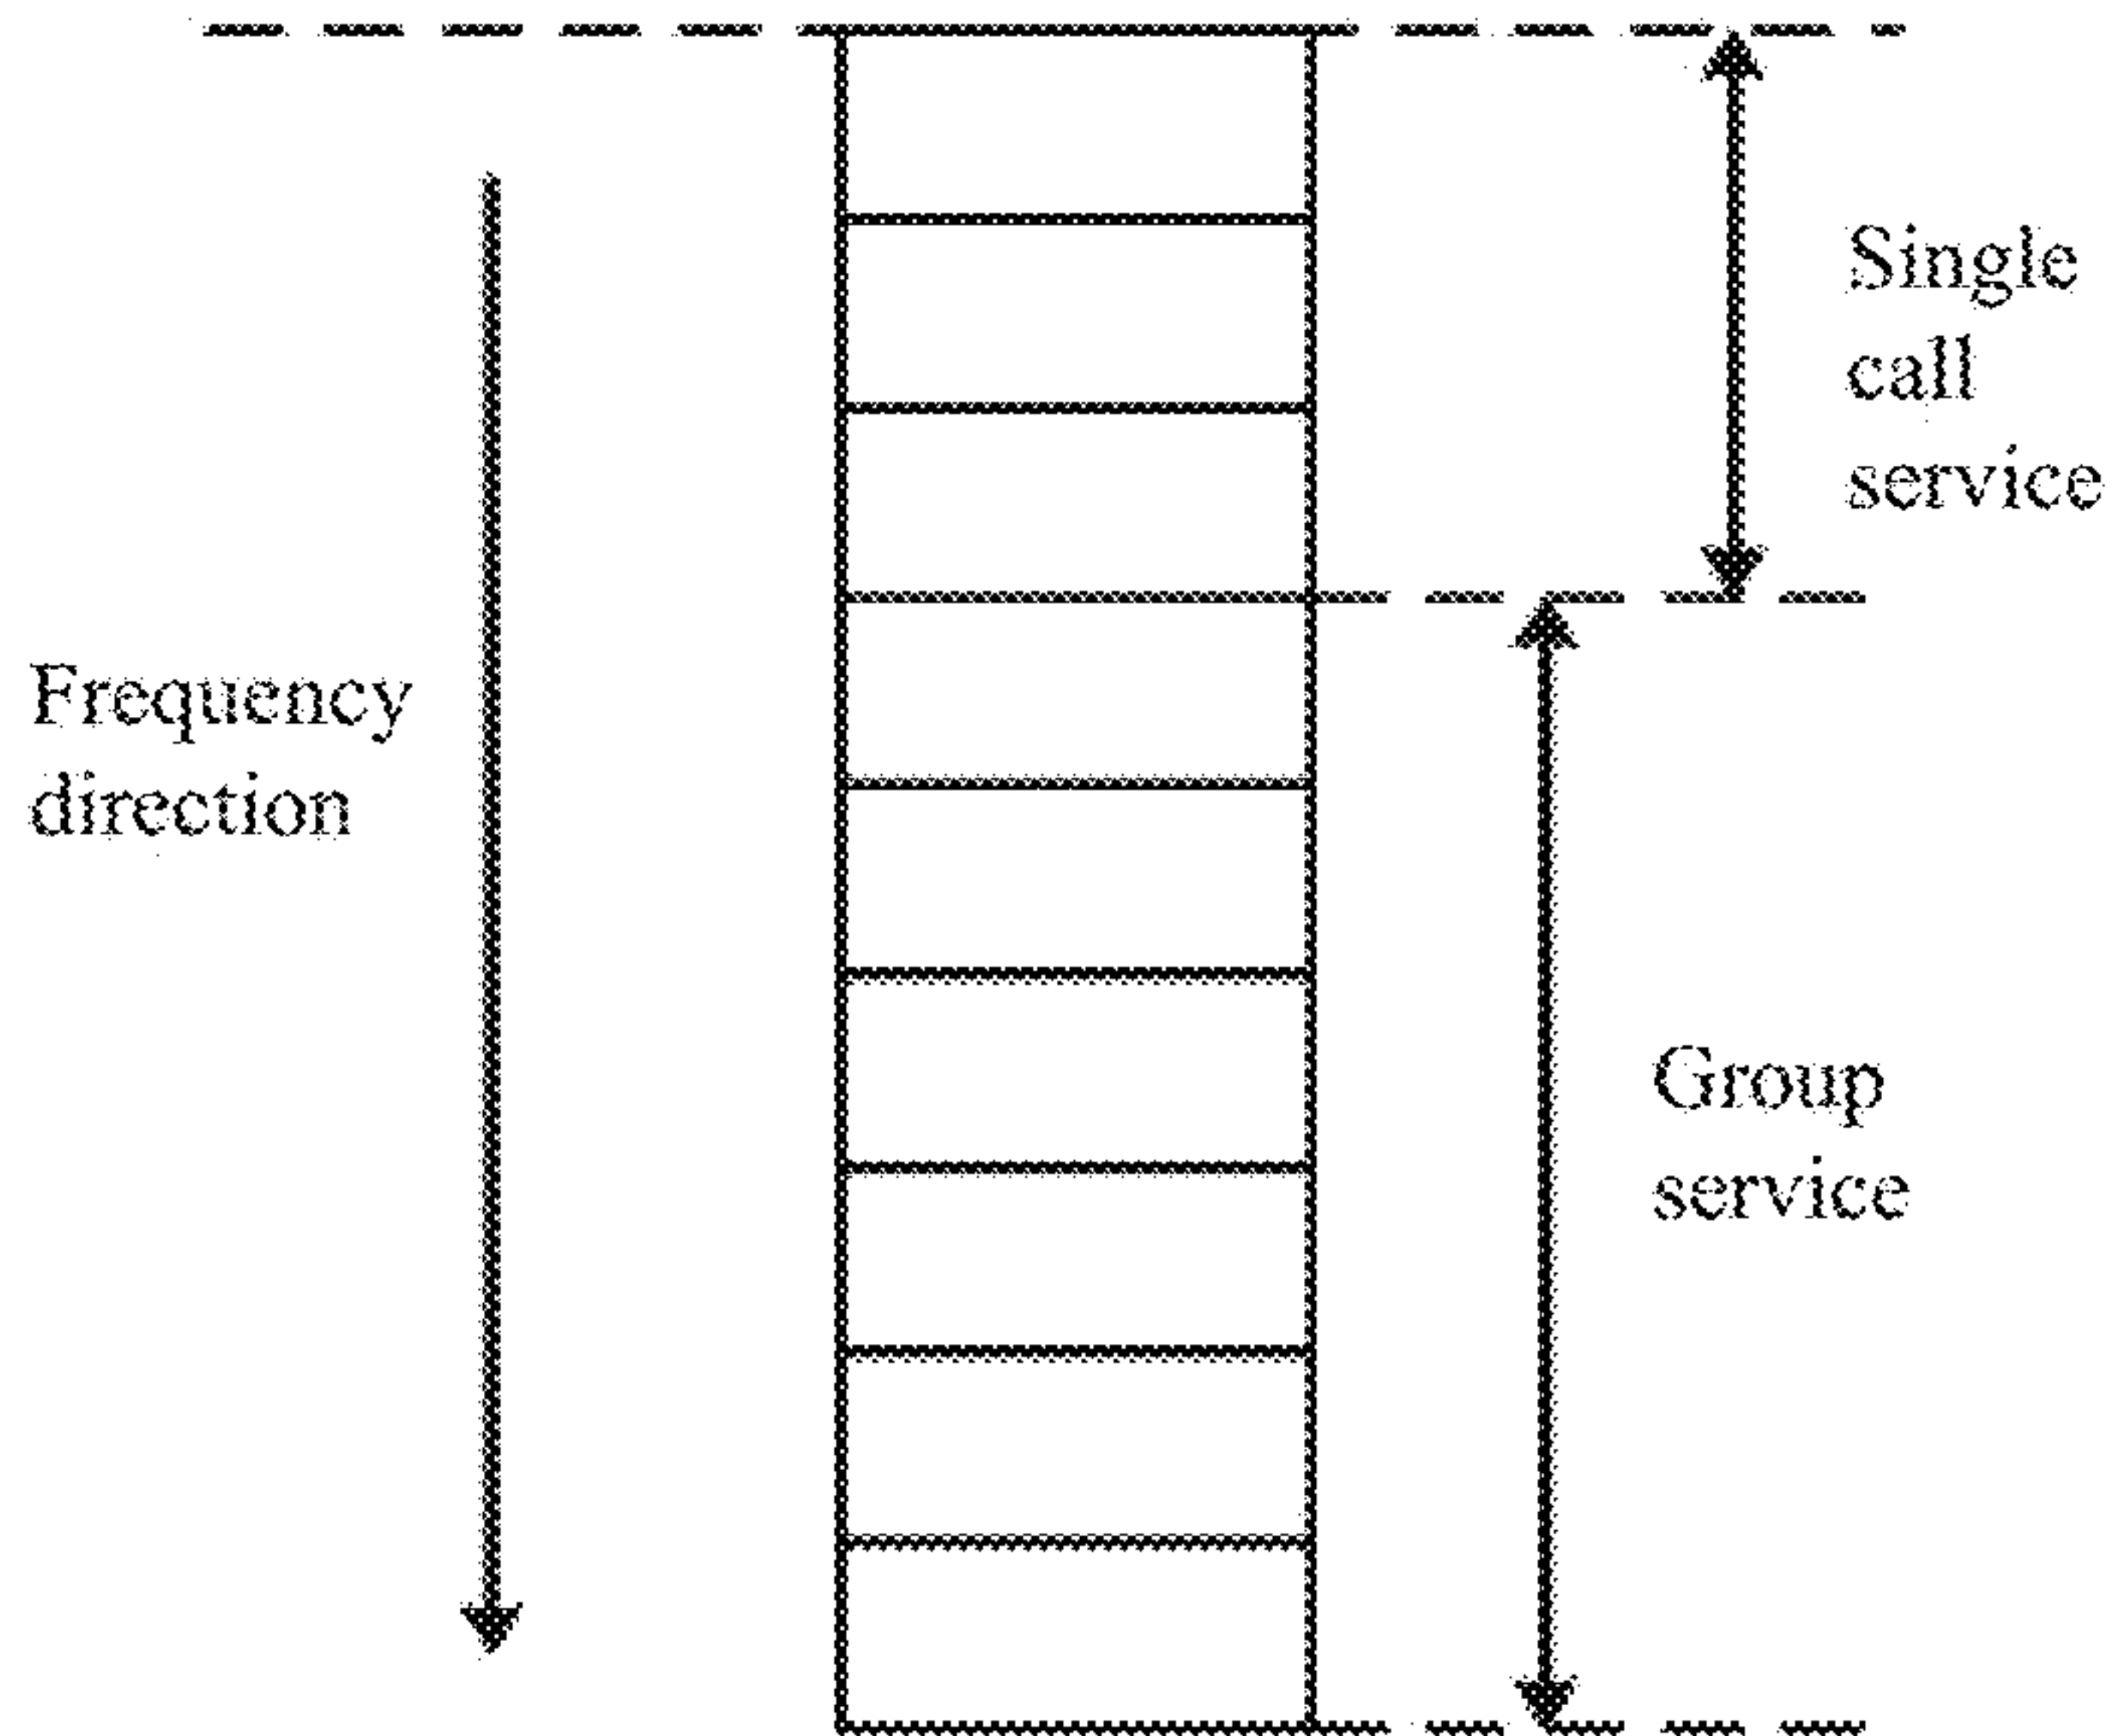 Single
call
service
Frequency
direction
Group
service